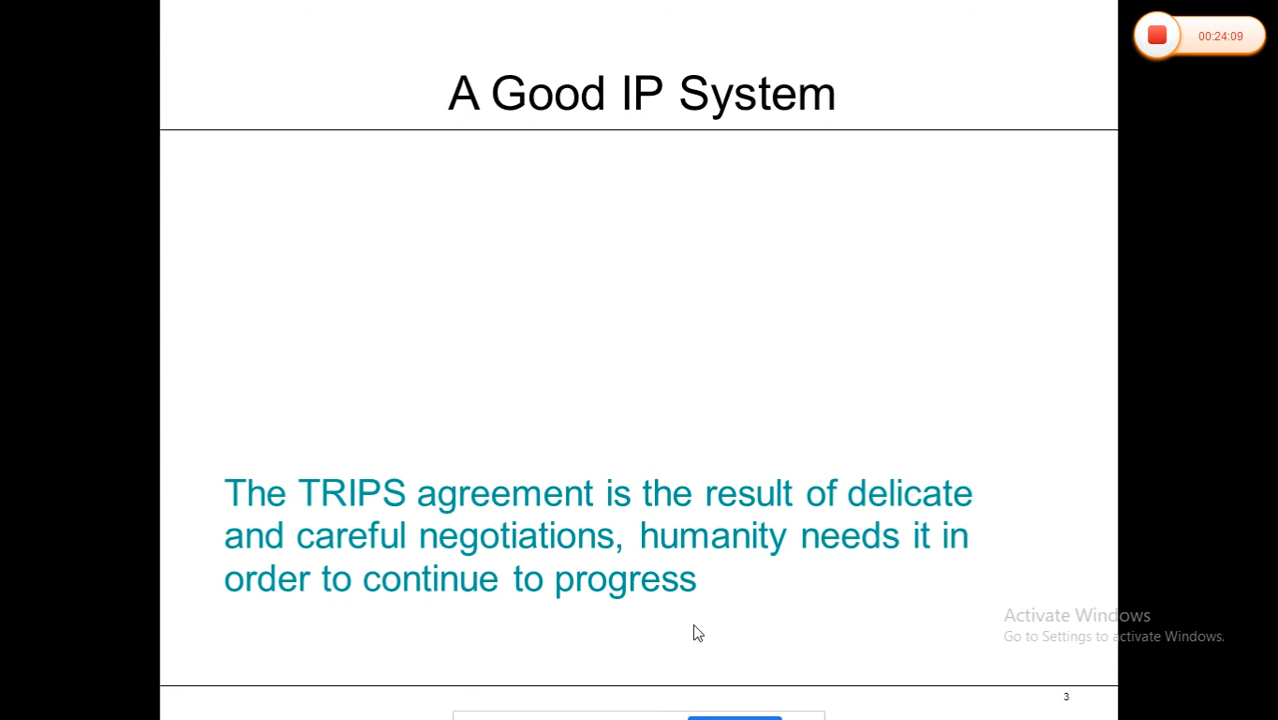 00:24:09
A Good IP System
The TRIPS agreement is the result of delicate
and careful negotiations, humanity needs it in
order to continue to progress
Activate Windows
Go to Settings to activate Windows.
3